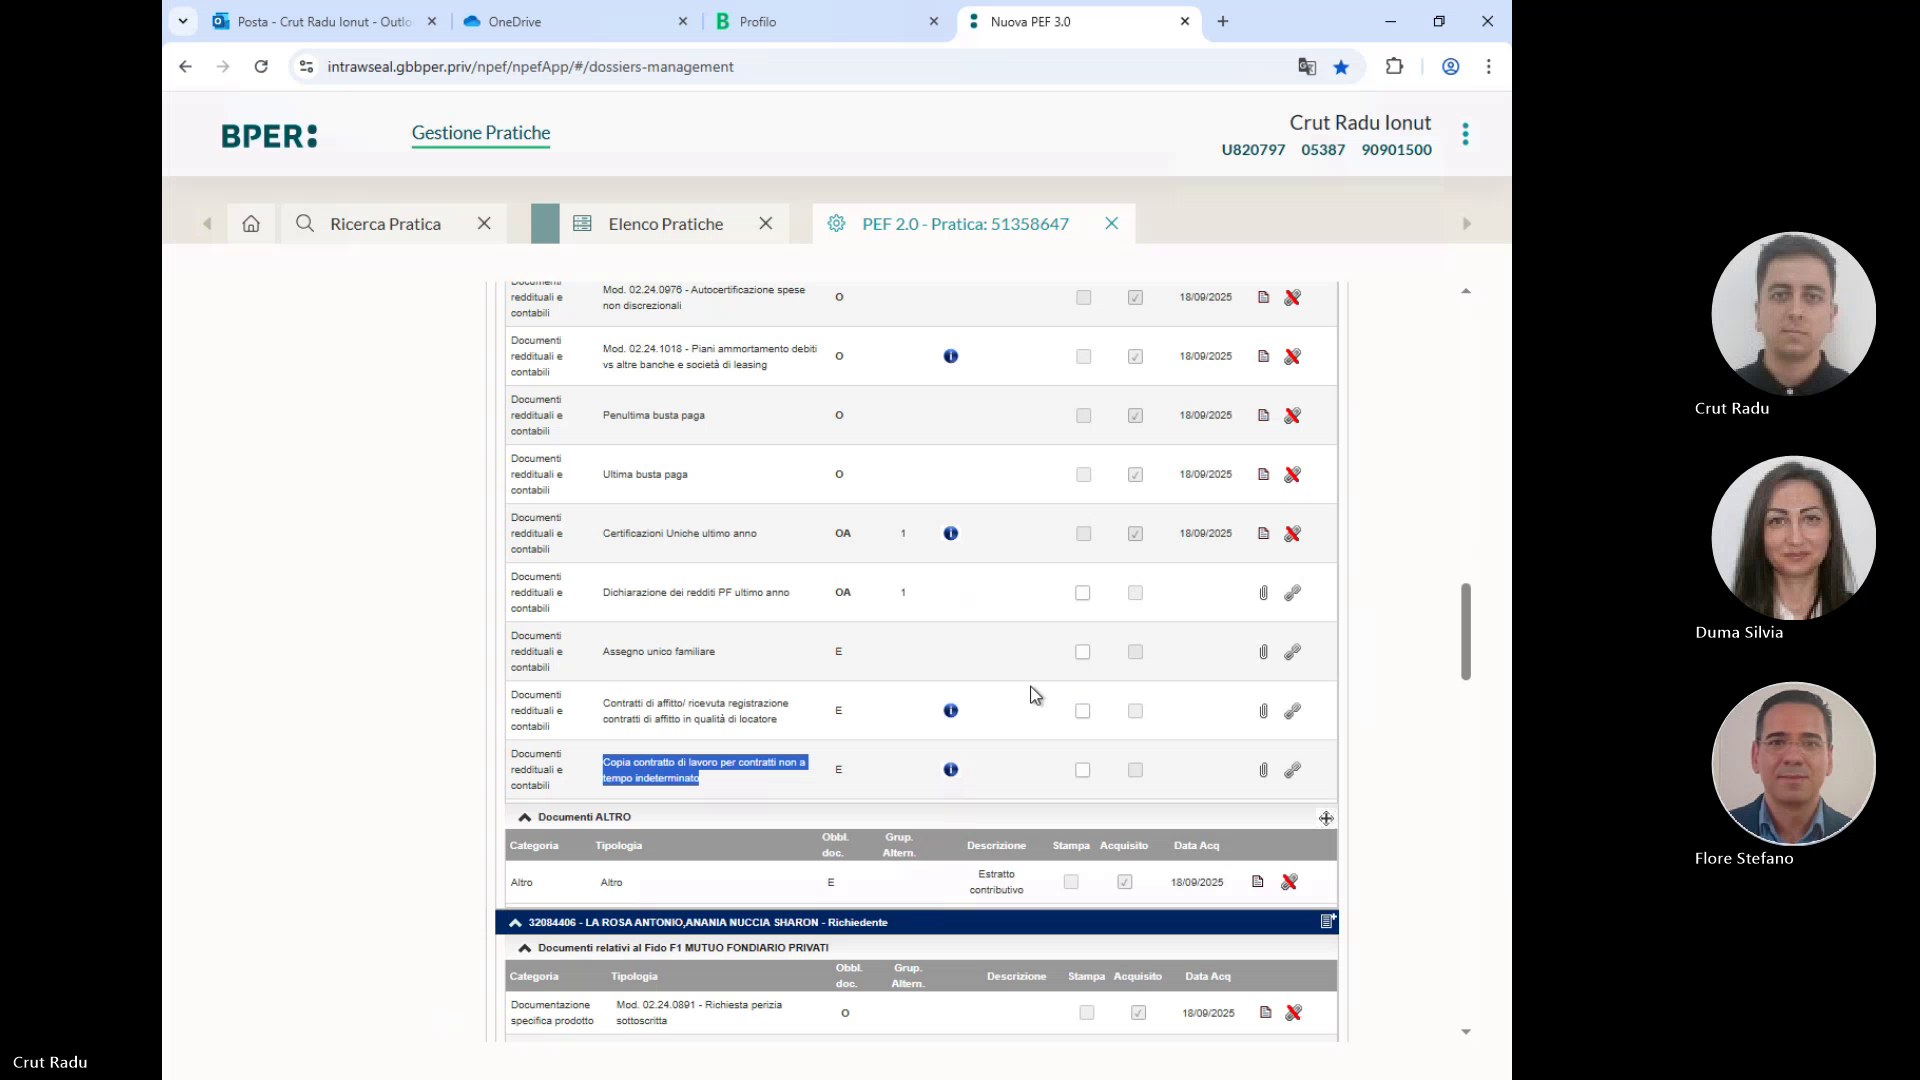 Posta - Crut Radu Ionut - Outlo
OneDrive
Profilo
Nuova PEF 3.0
intrawseal.gbbper.priv/npef/npefApp/#/dossiers-management
BPER:
Gestione Pratiche
Crut Radu Ionut
U820797 05387 90901500
Ricerca Pratica
Elenco Pratiche
PEF 2.0 - Pratica: 51358647
Documenti
reddituali e
contabili
Mod. 02.24.0976 - Autocertificazione spese
non discrezionali
O
18/09/2025
Documenti
reddituali e
contabili
Mod. 02.24.1018 - Piani ammortamento debiti
vs altre banche e società di leasing
O
18/09/2025
Documenti
reddituali e
contabili
Penultima busta paga
O
18/09/2025
Documenti
reddituali e
contabili
Ultima busta paga
O
18/09/2025
Documenti
reddituali e
contabili
Certificazioni Uniche ultimo anno
OA
1
18/09/2025
Documenti
reddituali e
contabili
Dichiarazione dei redditi PF ultimo anno
OA
1
Documenti
reddituali e
contabili
Assegno unico familiare
E
Documenti
reddituali e
contabili
Contratti di affitto/ ricevuta registrazione
contratti di affitto in qualità di locatore
E
Documenti
reddituali e
contabili
Copia contratto di lavoro per contratti non a
tempo indeterminato
E
Documenti ALTRO
Categoria
Tipologia
Obbl.
doc.
Grup.
Altern.
Descrizione
Stampa
Acquisito
Data Acq
Altro
Altro
E
Estratto
contributivo
18/09/2025
32084406 - LA ROSA ANTONIO,ANANIA NUCCIA SHARON - Richiedente
Documenti relativi al Fido F1 MUTUO FONDIARIO PRIVATI
Categoria
Tipologia
Obbl.
doc.
Grup.
Altern.
Descrizione
Stampa
Acquisito
Data Acq
Documentazione
specifica prodotto
Mod. 02.24.0891 - Richiesta perizia
sottoscritta
O
18/09/2025
Crut Radu
Duma Silvia
Flore Stefano
Crut Radu